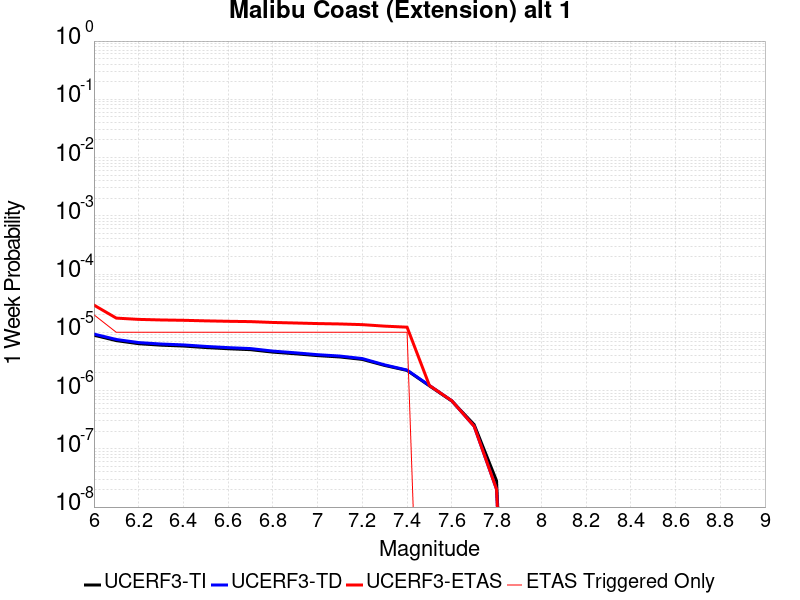 Malibu Coast (Extension) alt 1
10^0
10^-1
10^-2
10^-3
10^-4
10^-5
10^-6
10^-7
10^-8
1 Week Probability
6 6.2 6.4 6.6 6.8 7 7.2 7.4 7.6 7.8 8 8.2 8.4 8.6 8.8 9
Magnitude
UCERF3-TI UCERF3-TD UCERF3-ETAS ETAS Triggered Only